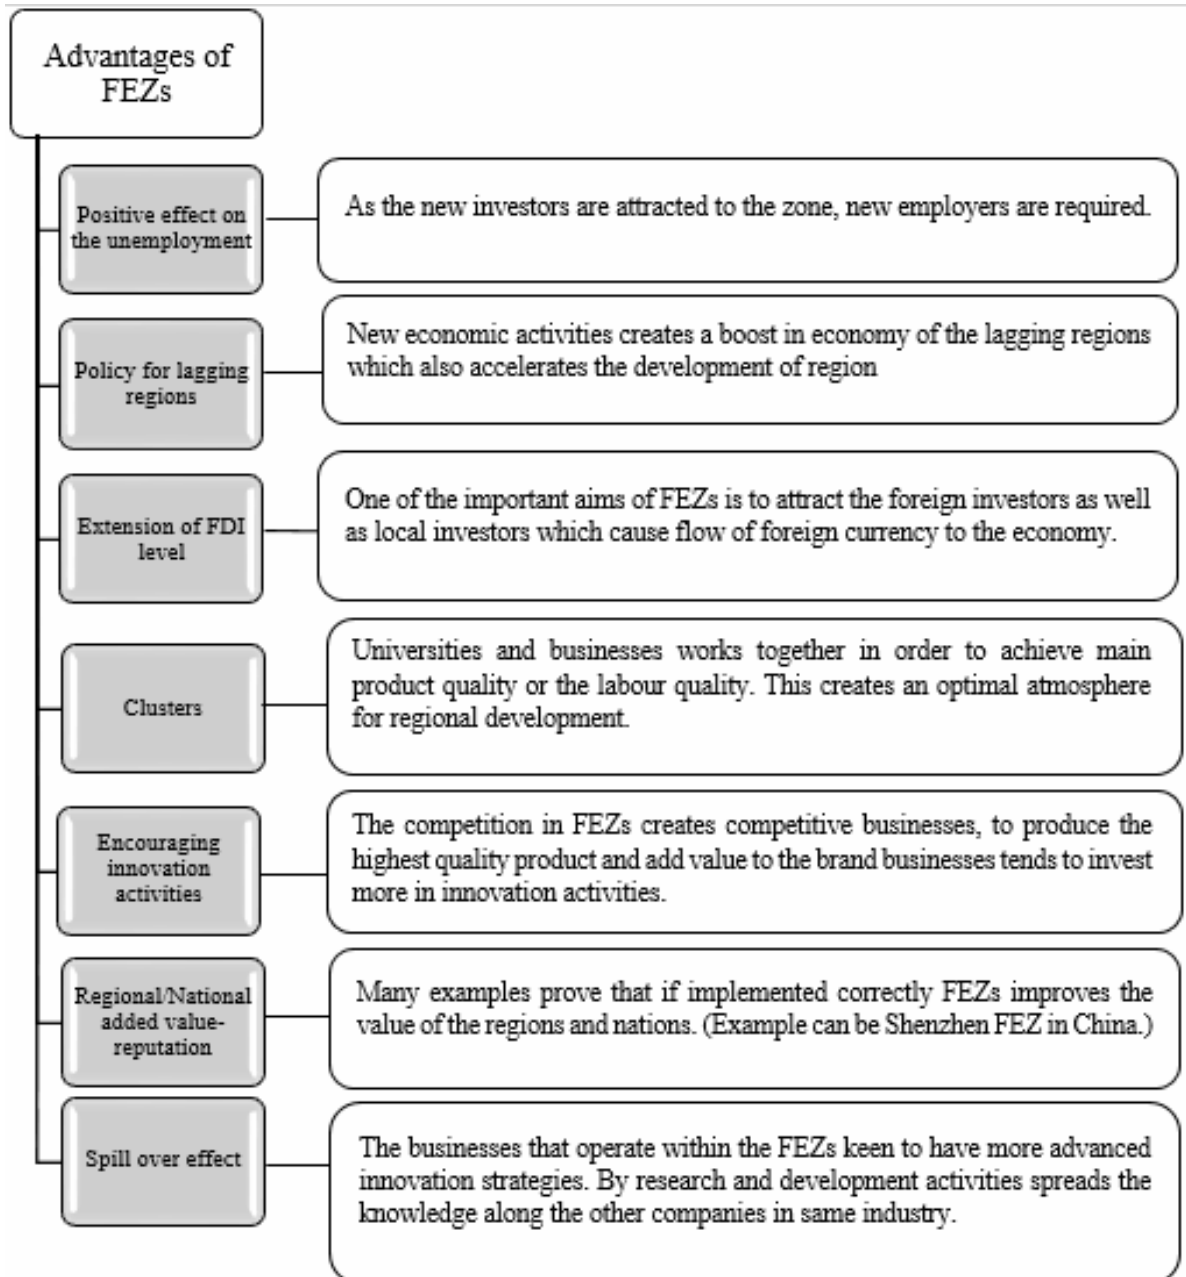 Advantages of
FEZs
Positive effect on
the unemployment
As the new investors are attracted to the zone, new employers are required.
Policy for lagging
regions
New economic activities creates a boost in economy of the lagging regions
which also accelerates the development of region
Extension of FDI
level
One of the important aims of FEZs is to attract the foreign investors as well
as local investors which cause flow of foreign currency to the economy.
Clusters
Universities and businesses works together in order to achieve main
product quality or the labour quality. This creates an optimal atmosphere
for regional development.
Encouraging
innovation
activities
The competition in FEZs creates competitive businesses, to produce the
highest quality product and add value to the brand businesses tends to invest
more in innovation activities.
Regional/National
added value-
reputation
Many examples prove that if implemented correctly FEZs improves the
value of the regions and nations. (Example can be Shenzhen FEZ in China.)
Spill over effect
The businesses that operate within the FEZs keen to have more advanced
innovation strategies. By research and development activities spreads the
knowledge along the other companies in same industry.